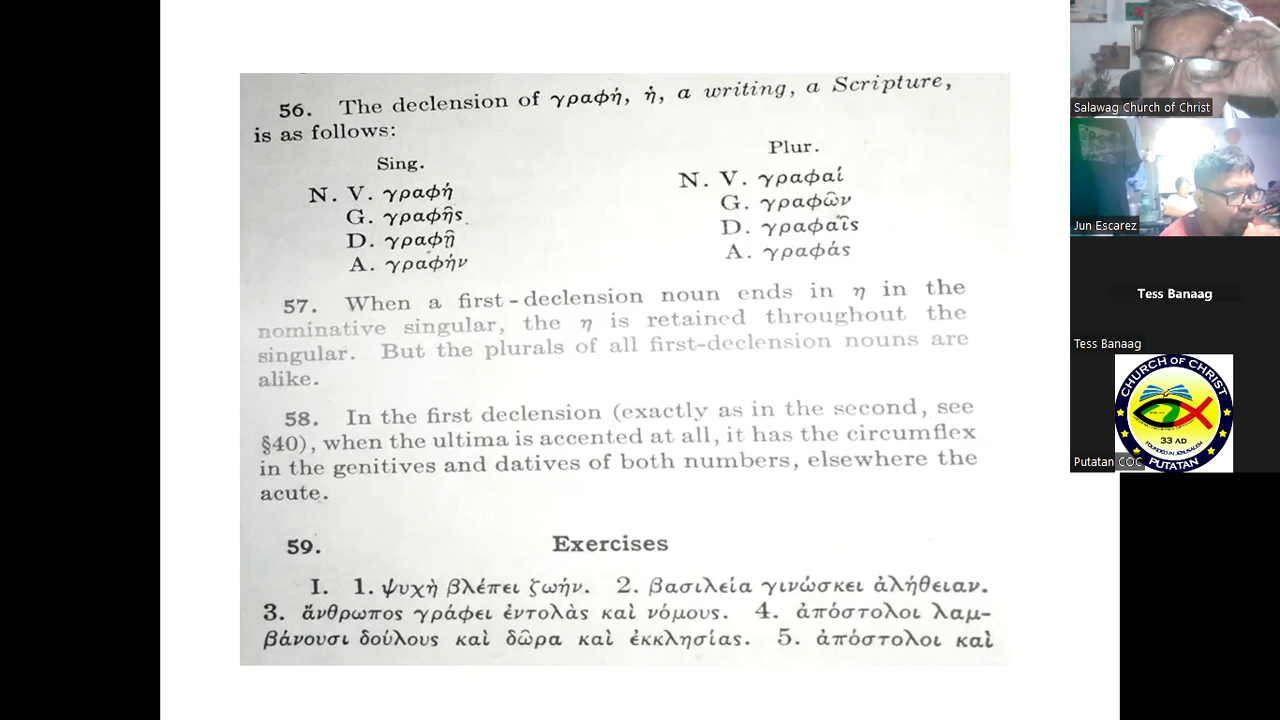 56. The declension of γραφή, ἡ, a writing, a Scripture,
is as follows:
Sing.
N. V. γραφή
G. γραφῆς
D. γραφῇ
A. γραφήν
Plur.
N. V. γραφαί
G. γραφῶν
D. γραφαῖς
A. γραφάς
57. When a first-declension noun ends in η in the
nominative singular, the η is retained throughout the
singular. But the plurals of all first-declension nouns are
alike.
58. In the first declension (exactly as in the second, see
§40), when the ultima is accented at all, it has the circumflex
in the genitives and datives of both numbers, elsewhere the
acute.
59. Exercises
I. 1. ψυχὴ βλέπει ζωήν. 2. βασιλεία γινώσκει ἀλήθειαν.
3. ἄνθρωπος γράφει ἐντολὰς καὶ νόμους. 4. ἀπόστολοι λαμ-
βάνουσι δούλους καὶ δῶρα καὶ ἐκκλησίας. 5. ἀπόστολοι καὶ
Salawag Church of Christ
Jun Escarez
Tess Banaag
Tess Banaag
CHURCH OF CHRIST
33 AD
FOUNDED IN JERUSALEM
PUTATAN
Putatan COC